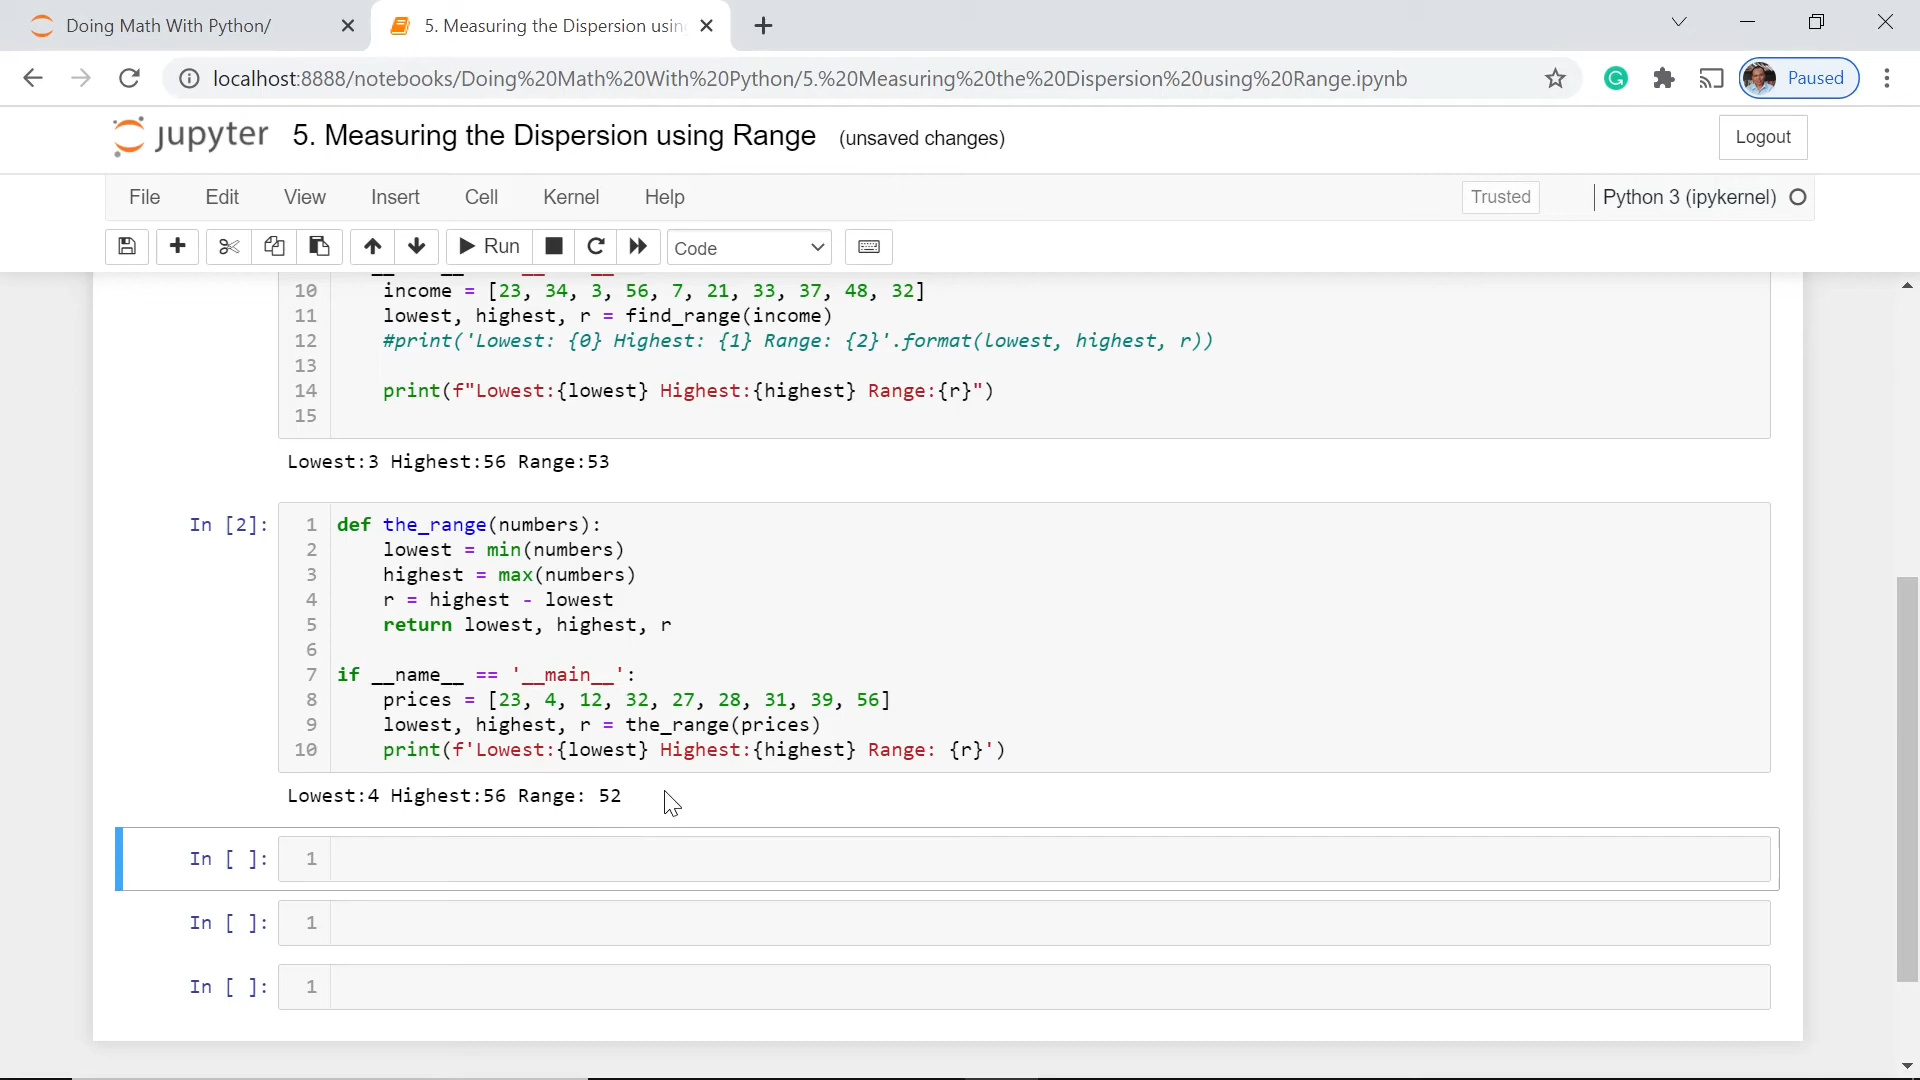 Doing Math With Python/
5. Measuring the Dispersion usin
localhost:8888/notebooks/Doing%20Math%20With%20Python/5.%20Measuring%20the%20Dispersion%20using%20Range.ipynb
Paused
jupyter 5. Measuring the Dispersion using Range (unsaved changes)
Logout
File Edit View Insert Cell Kernel Help
Trusted
Python 3 (ipykernel)
Run
Code
10 income = [23, 34, 3, 56, 7, 21, 33, 37, 48, 32]
11 lowest, highest, r = find_range(income)
12 #print('Lowest: {0} Highest: {1} Range: {2}'.format(lowest, highest, r))
13
14 print(f"Lowest:{lowest} Highest:{highest} Range:{r}")
15
Lowest:3 Highest:56 Range:53
In [2]:
1 def the_range(numbers):
2 lowest = min(numbers)
3 highest = max(numbers)
4 r = highest - lowest
5 return lowest, highest, r
6
7 if __name__ == '__main__':
8 prices = [23, 4, 12, 32, 27, 28, 31, 39, 56]
9 lowest, highest, r = the_range(prices)
10 print(f'Lowest:{lowest} Highest:{highest} Range: {r}')
Lowest:4 Highest:56 Range: 52
In [ ]: 1
In [ ]: 1
In [ ]: 1